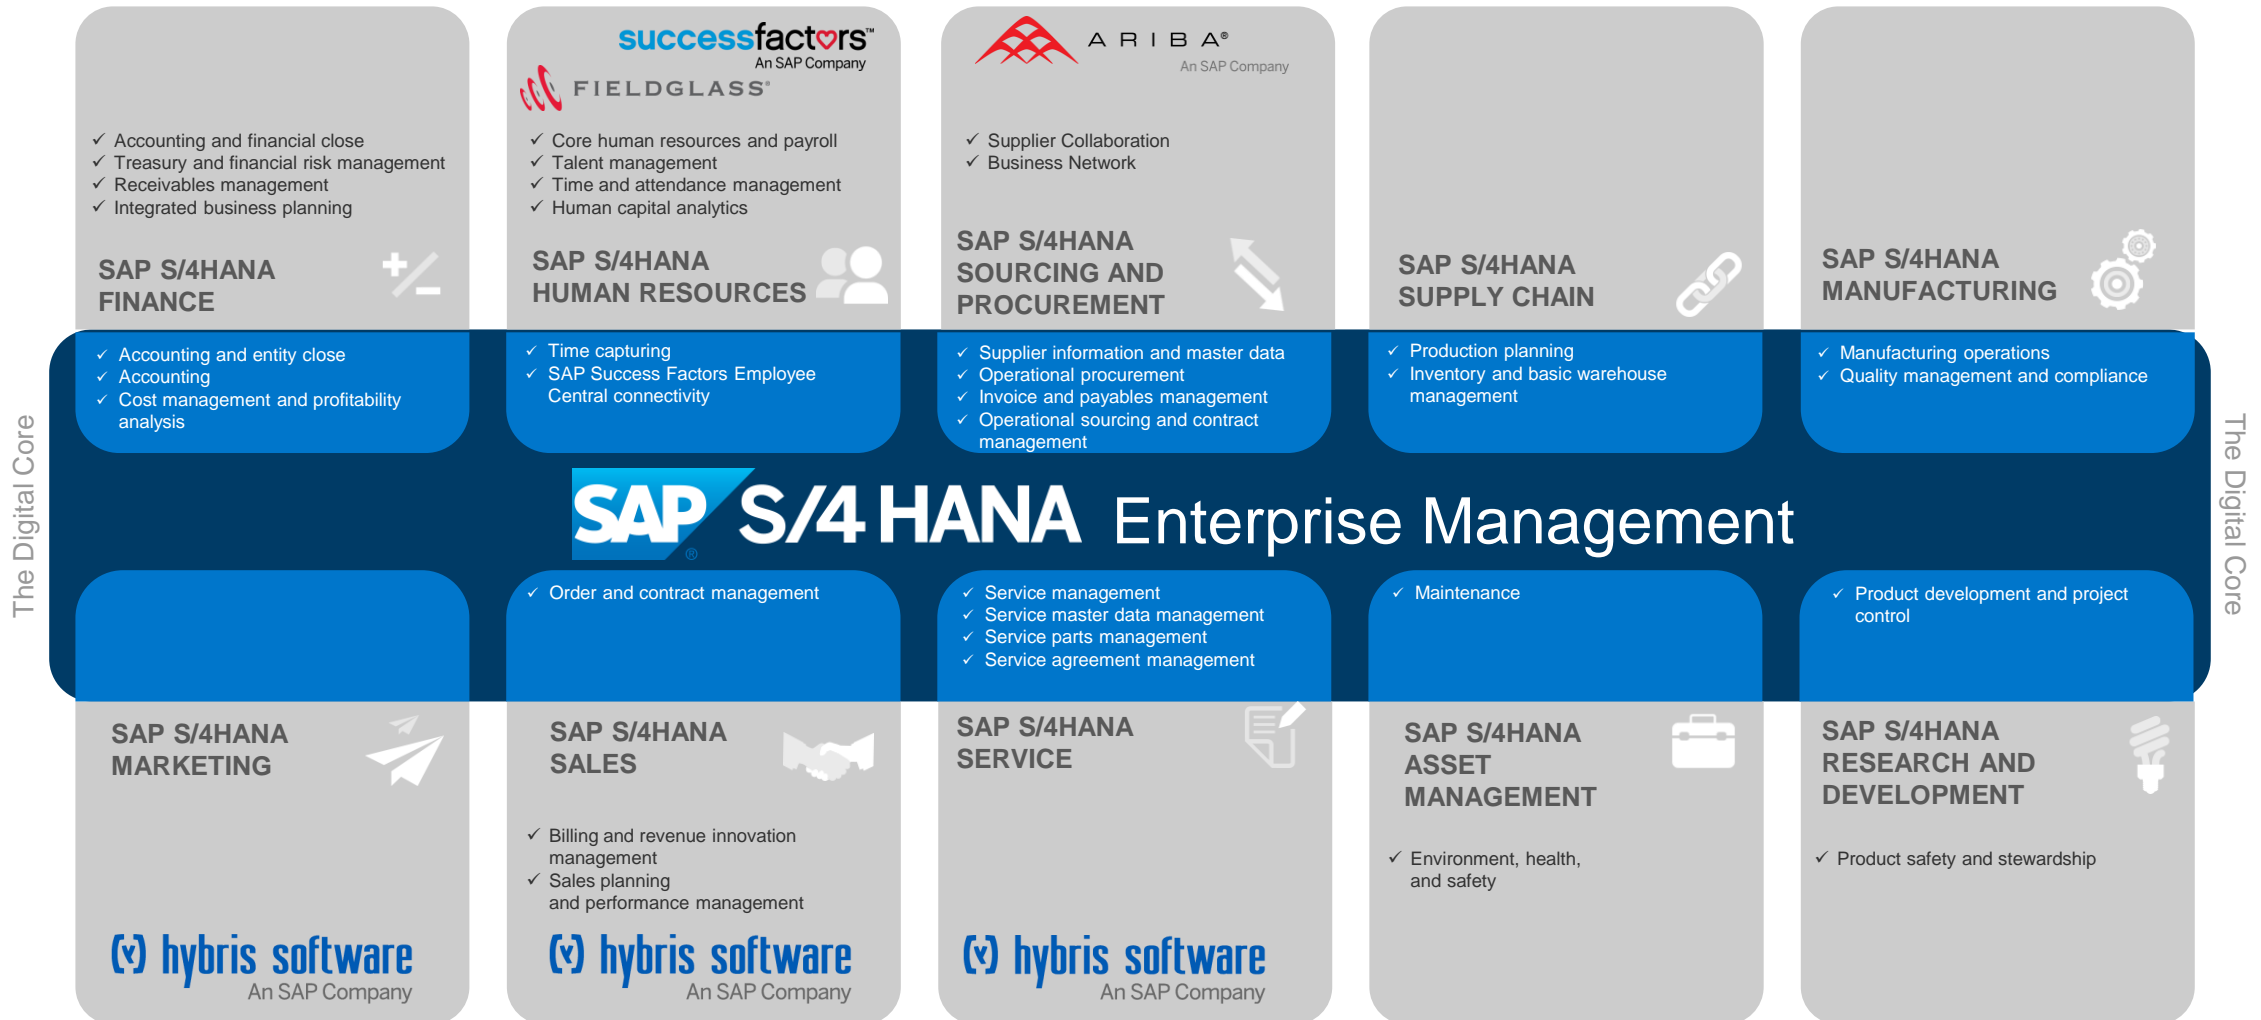 successfactors™
An SAP Company
FIELDGLASS®
ARIBA®
An SAP Company
✓ Accounting and financial close
✓ Treasury and financial risk management
✓ Receivables management
✓ Integrated business planning
SAP S/4HANA
FINANCE
✓ Core human resources and payroll
✓ Talent management
✓ Time and attendance management
✓ Human capital analytics
SAP S/4HANA
HUMAN RESOURCES
✓ Supplier Collaboration
✓ Business Network
SAP S/4HANA
SOURCING AND
PROCUREMENT
SAP S/4HANA
SUPPLY CHAIN
SAP S/4HANA
MANUFACTURING
✓ Accounting and entity close
✓ Accounting
✓ Cost management and profitability
analysis
✓ Time capturing
✓ SAP Success Factors Employee
Central connectivity
✓ Supplier information and master data
✓ Operational procurement
✓ Invoice and payables management
✓ Operational sourcing and contract
management
✓ Production planning
✓ Inventory and basic warehouse
management
✓ Manufacturing operations
✓ Quality management and compliance
The Digital Core
SAP® S/4HANA Enterprise Management
The Digital Core
✓ Order and contract management
✓ Service management
✓ Service master data management
✓ Service parts management
✓ Service agreement management
✓ Maintenance
✓ Product development and project
control
SAP S/4HANA
MARKETING
hybris software
An SAP Company
SAP S/4HANA
SALES
✓ Billing and revenue innovation
management
✓ Sales planning
and performance management
hybris software
An SAP Company
SAP S/4HANA
SERVICE
hybris software
An SAP Company
SAP S/4HANA
ASSET
MANAGEMENT
✓ Environment, health,
and safety
SAP S/4HANA
RESEARCH AND
DEVELOPMENT
✓ Product safety and stewardship